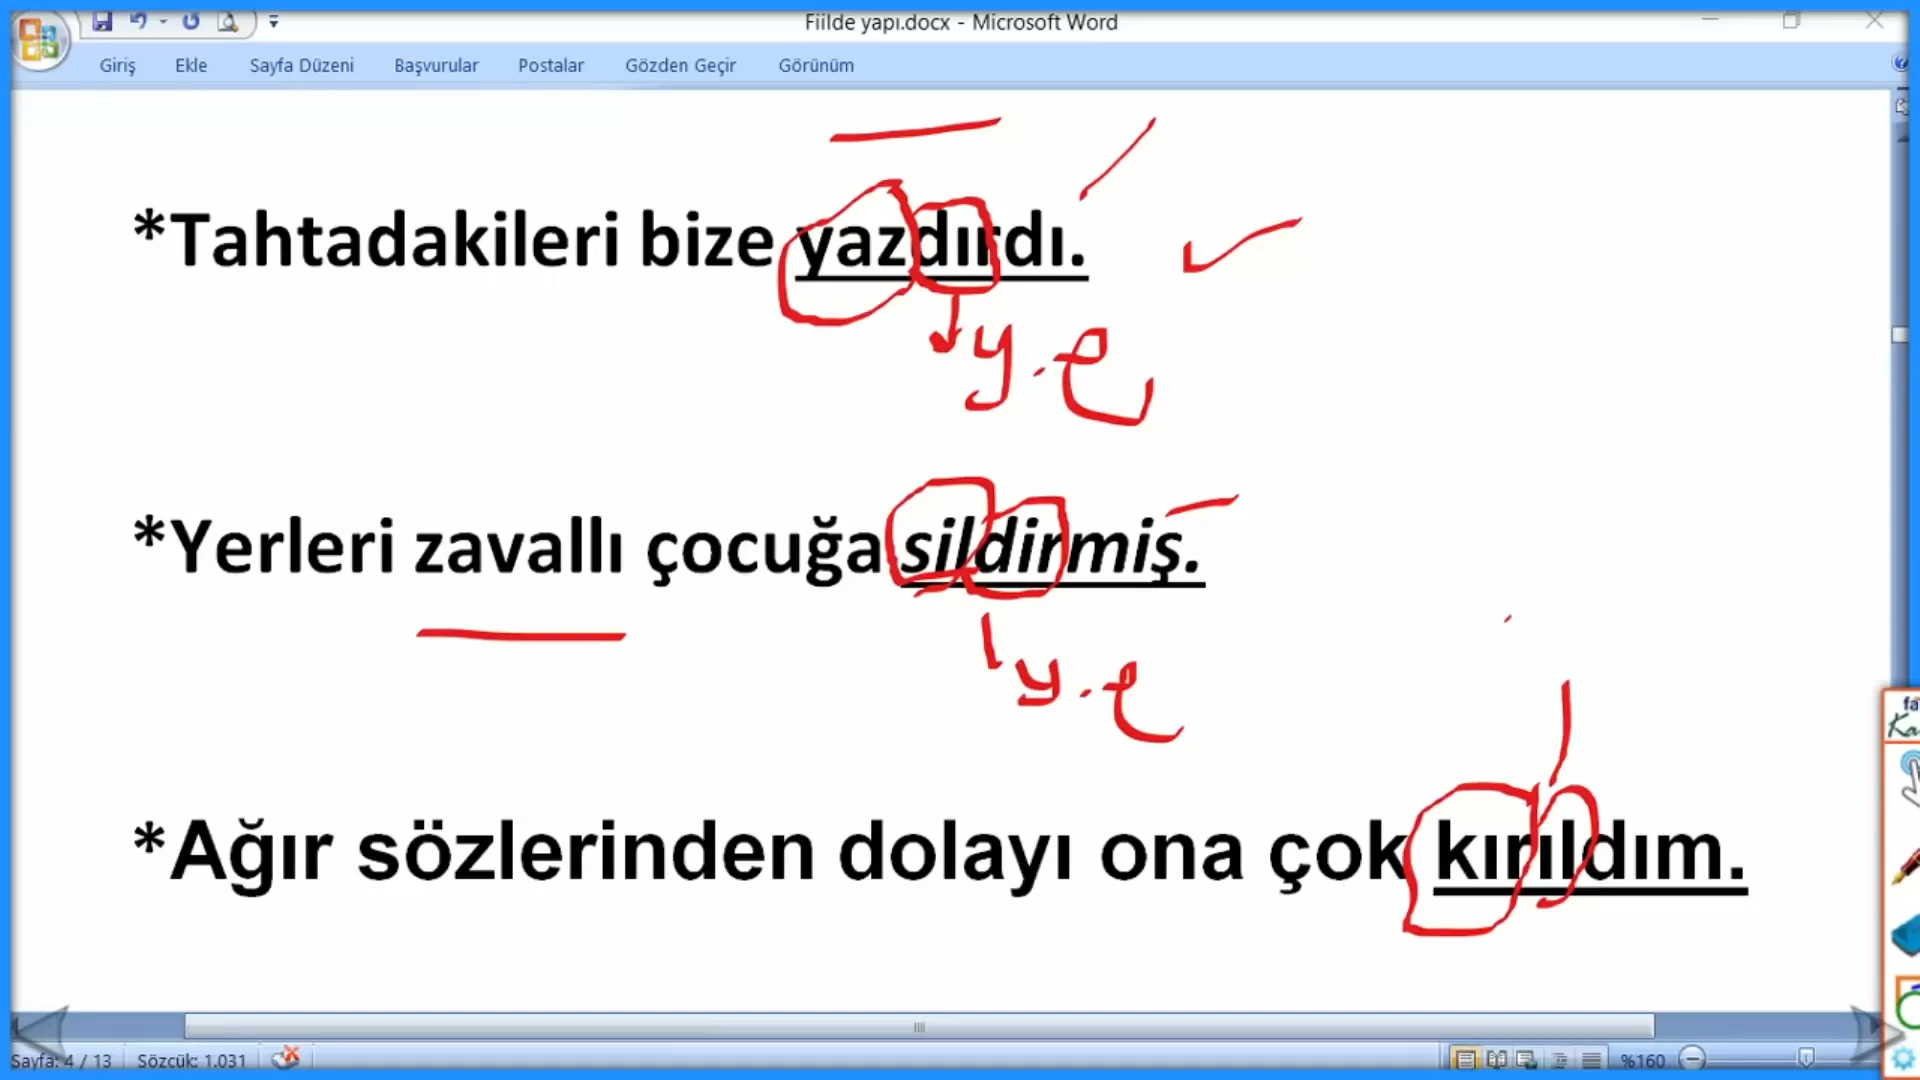 Fiilde yapı.docx - Microsoft Word
Giriş Ekle Sayfa Düzeni Başvurular Postalar Gözden Geçir Görünüm
*Tahtadakileri bize yazdırdı.
y.e
*Yerleri zavallı çocuğa sildirmiş.
y.e
*Ağır sözlerinden dolayı ona çok kırıldım.
Sayfa: 4 / 13 Sözcük: 1.031 %160